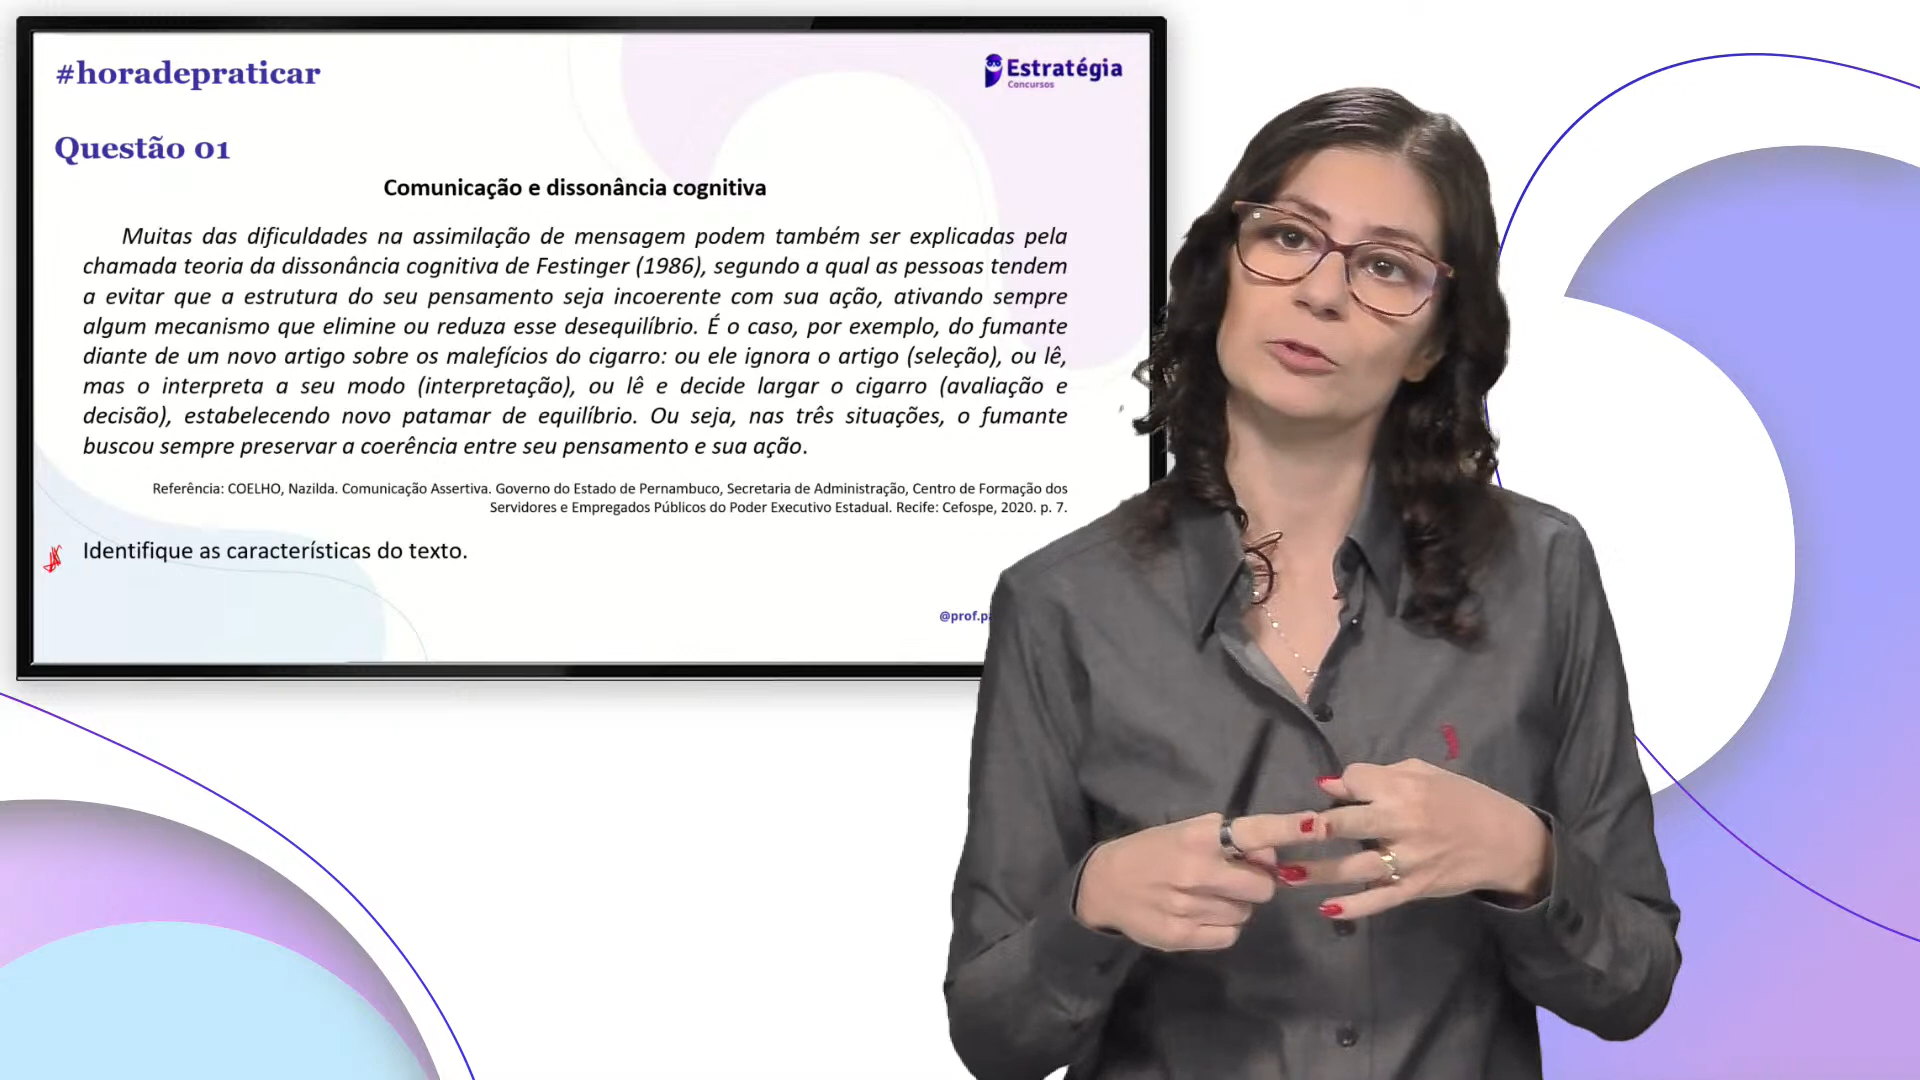 #horadepraticar
Estratégia
Concursos
Questão 01
Comunicação e dissonância cognitiva
Muitas das dificuldades na assimilação de mensagem podem também ser explicadas pela
chamada teoria da dissonância cognitiva de Festinger (1986), segundo a qual as pessoas tendem
a evitar que a estrutura do seu pensamento seja incoerente com sua ação, ativando sempre
algum mecanismo que elimine ou reduza esse desequilíbrio. É o caso, por exemplo, do fumante
diante de um novo artigo sobre os malefícios do cigarro: ou ele ignora o artigo (seleção), ou lê,
mas o interpreta a seu modo (interpretação), ou lê e decide largar o cigarro (avaliação e
decisão), estabelecendo novo patamar de equilíbrio. Ou seja, nas três situações, o fumante
buscou sempre preservar a coerência entre seu pensamento e sua ação.
Referência: COELHO, Nazilda. Comunicação Assertiva. Governo do Estado de Pernambuco, Secretaria de Administração, Centro de Formação dos
Servidores e Empregados Públicos do Poder Executivo Estadual. Recife: Cefospe, 2020. p. 7.
Identifique as características do texto.